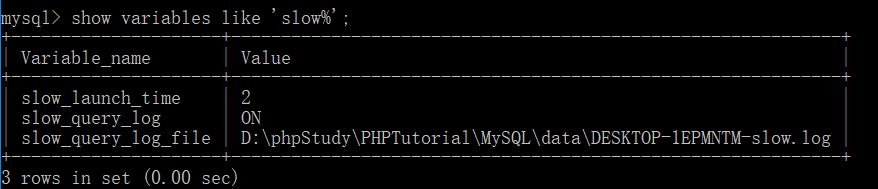 mysql> show variables like 'slow%';
+---------------------+--------------------------------------------------------+
| Variable_name | Value |
+---------------------+--------------------------------------------------------+
| slow_launch_time | 2 |
| slow_query_log | ON |
| slow_query_log_file | D:\phpStudy\PHPTutorial\MySQL\data\DESKTOP-1EPMNTM-slow.log |
+---------------------+--------------------------------------------------------+
3 rows in set (0.00 sec)